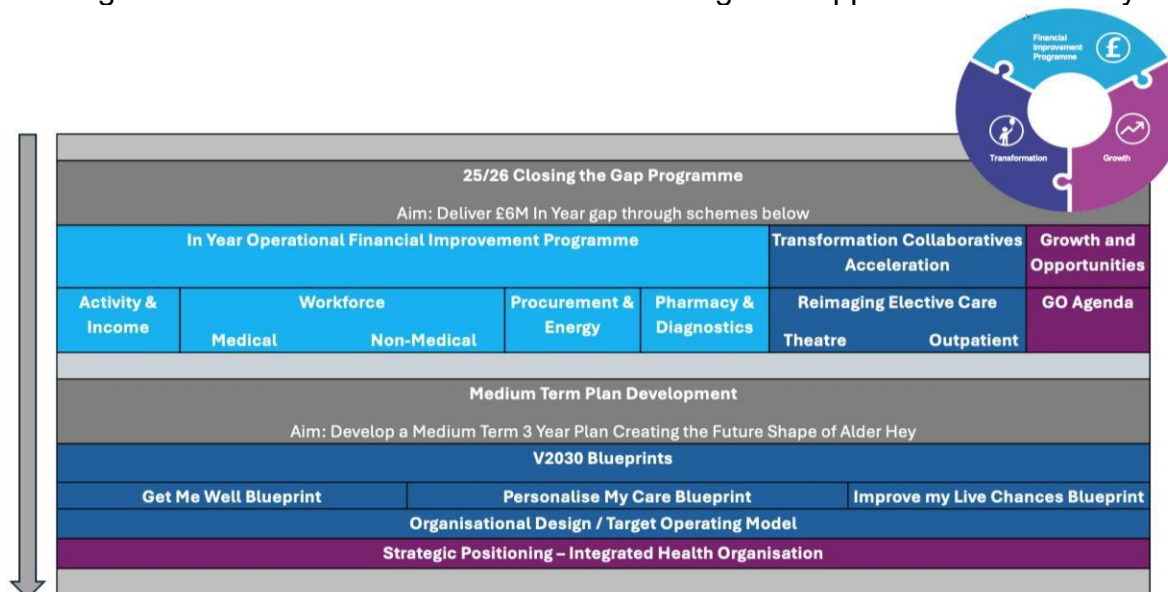 Financial
Improvement
Programme
£
Transformation
Growth
25/26 Closing the Gap Programme
Aim: Deliver £6M In Year gap through schemes below
In Year Operational Financial Improvement Programme
Transformation Collaboratives
Acceleration
Growth and
Opportunities
Activity &
Income
Workforce
Medical Non-Medical
Procurement &
Energy
Pharmacy &
Diagnostics
Reimaging Elective Care
Theatre Outpatient
GO Agenda
Medium Term Plan Development
Aim: Develop a Medium Term 3 Year Plan Creating the Future Shape of Alder Hey
V2030 Blueprints
Get Me Well Blueprint
Personalise My Care Blueprint
Improve my Live Chances Blueprint
Organisational Design / Target Operating Model
Strategic Positioning – Integrated Health Organisation